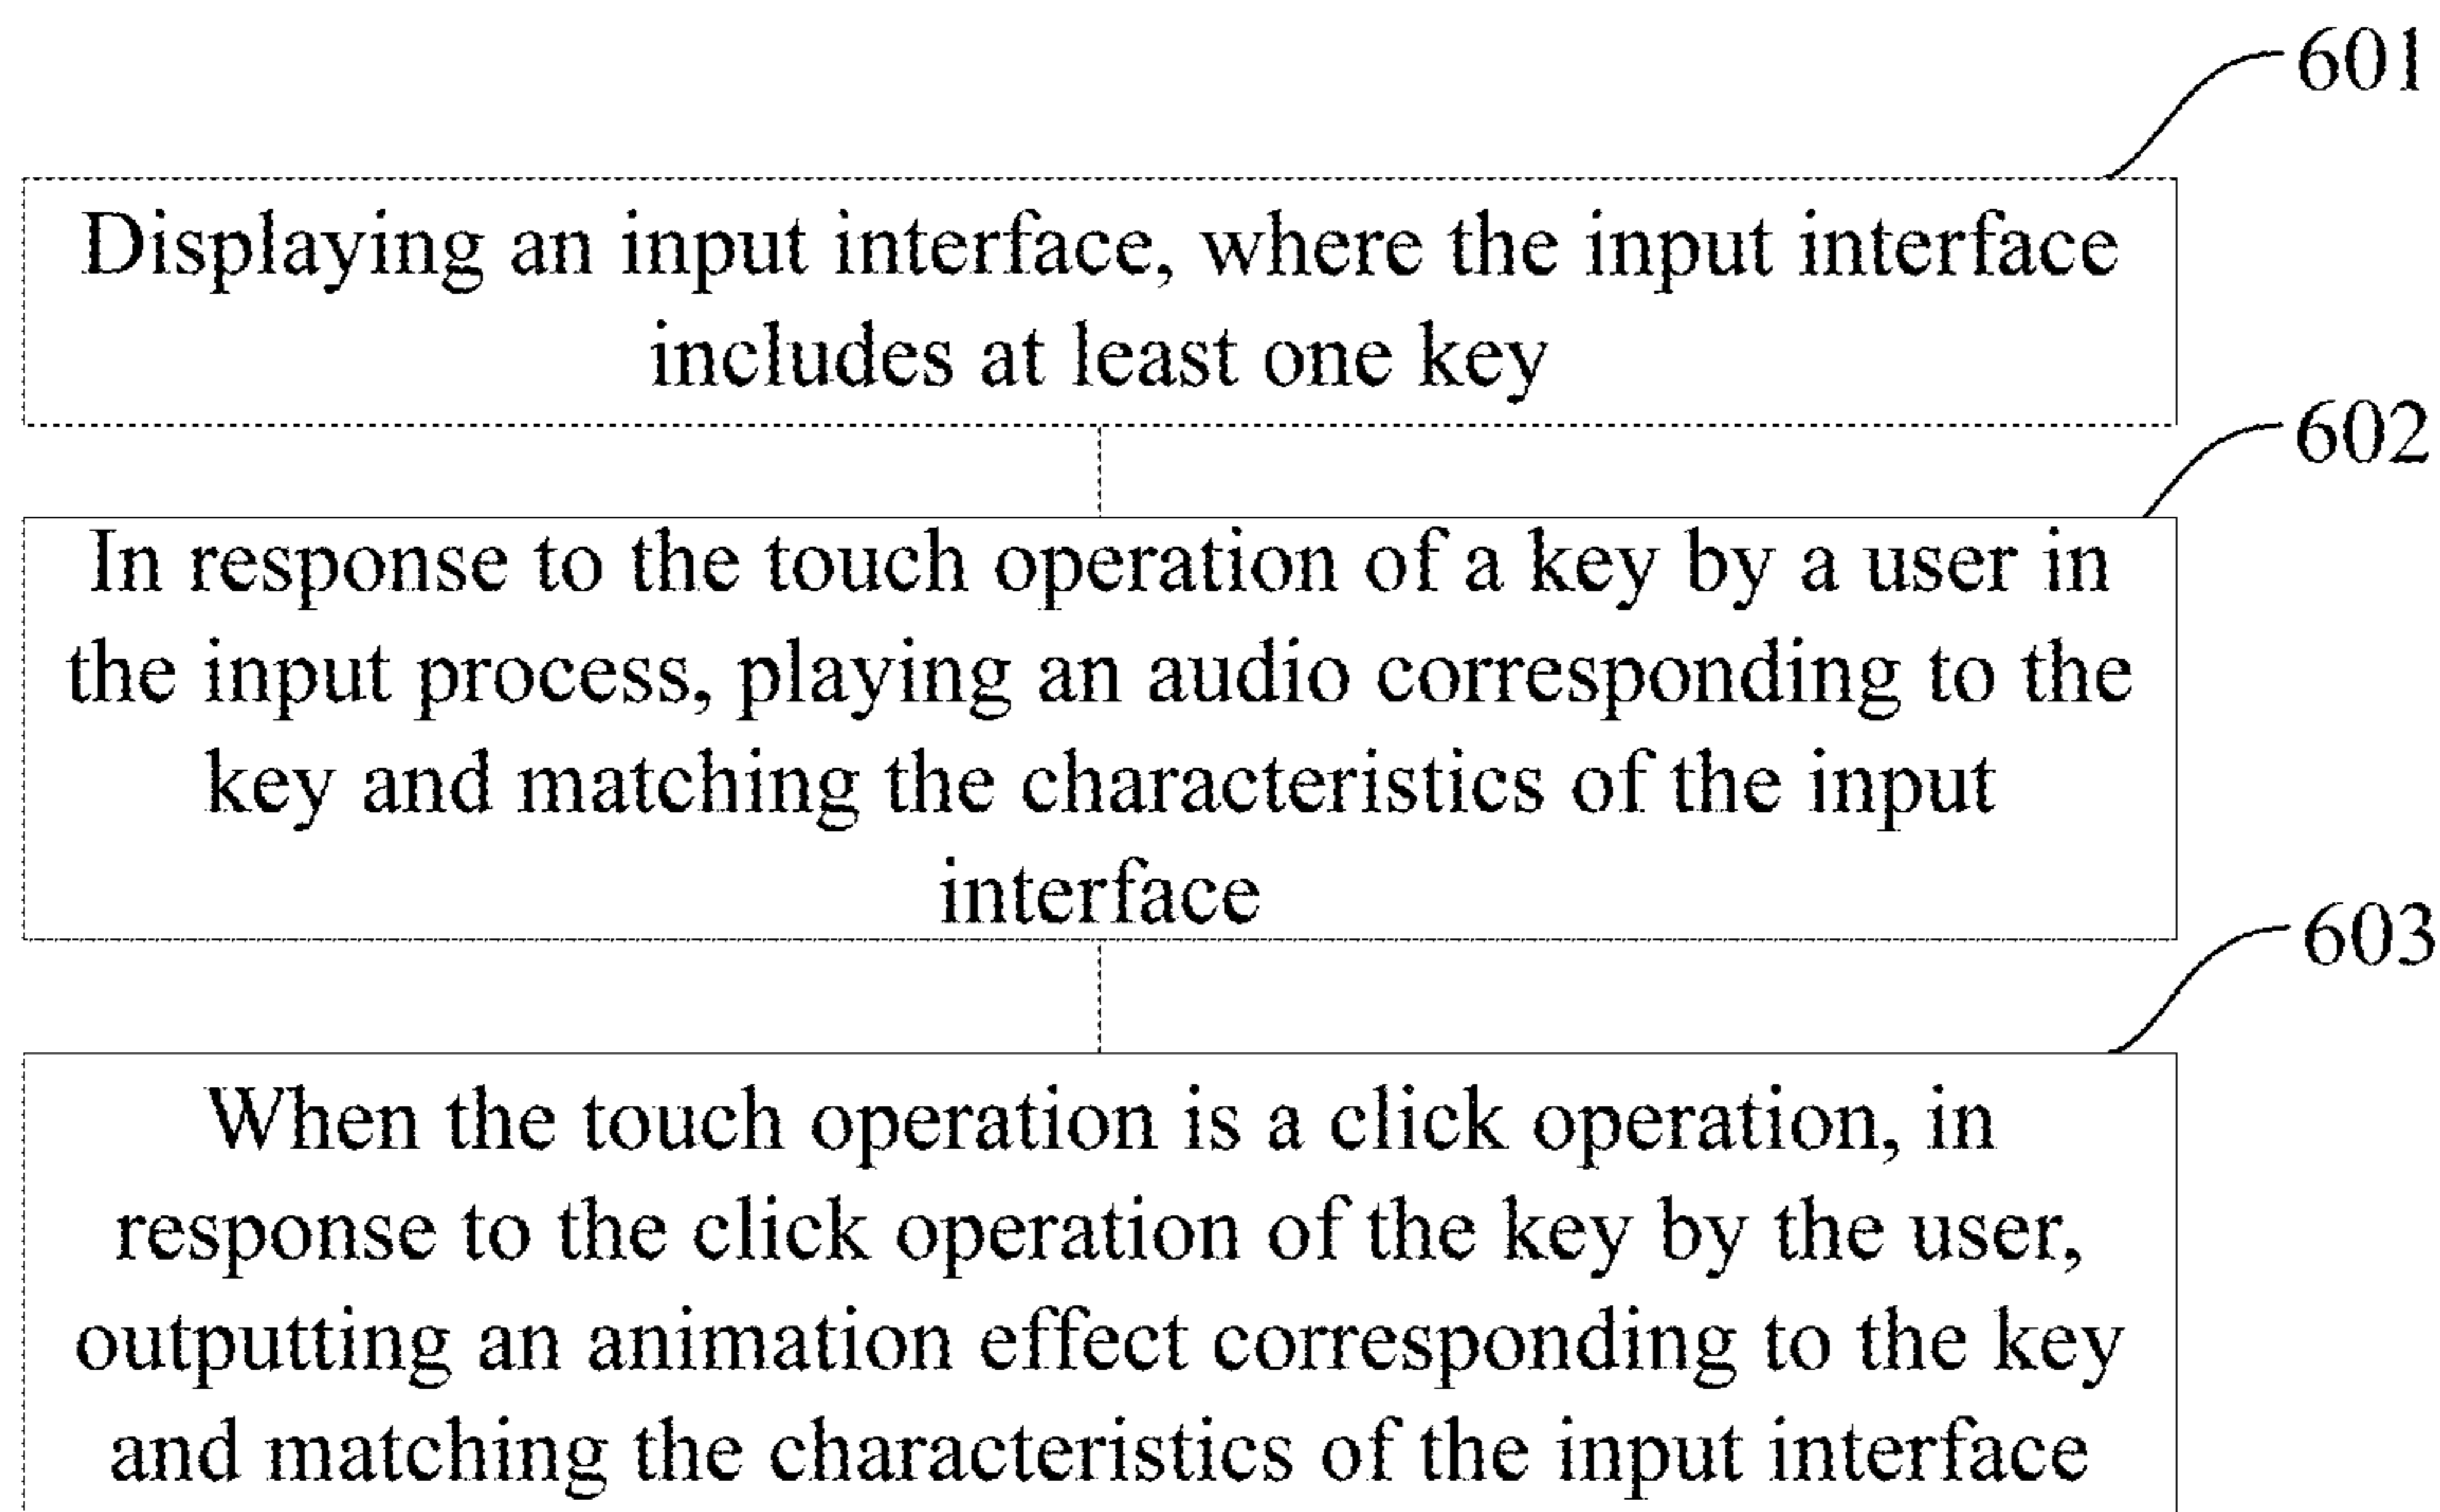 601
Displaying an input interface, where the input interface
includes at least one key
602
In response to the touch operation of a key by a user in
the input process, playing an audio corresponding to the
key and matching the characteristics of the input
interface
603
When the touch operation is a click operation, in
response to the click operation of the key by the user,
outputting an animation effect corresponding to the key
and matching the characteristics of the input interface